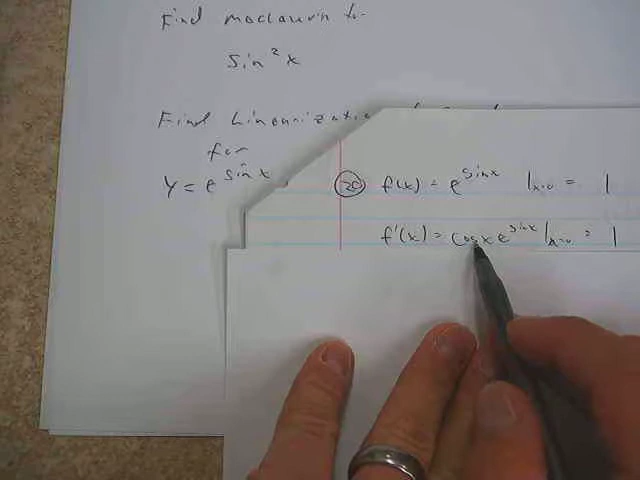 Find maclaurin for
sin²x
Find Linearization
for
y = e^sinx
20 f(x) = e^sinx |x=0 = 1
f'(x) = cosx e^sinx |x=0 = 1